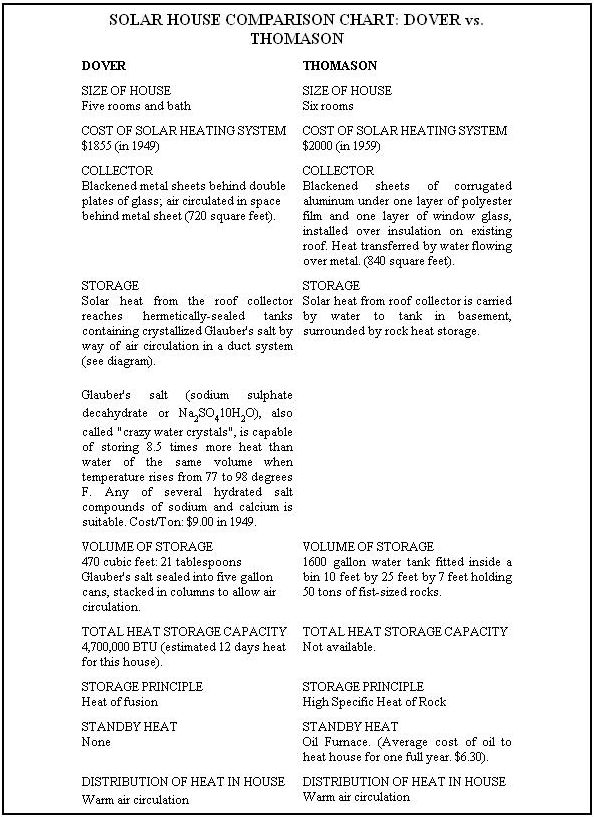 SOLAR HOUSE COMPARISON CHART: DOVER vs.
THOMASON
DOVER
THOMASON
SIZE OF HOUSE
Five rooms and bath
SIZE OF HOUSE
Six rooms
COST OF SOLAR HEATING SYSTEM
$1855 (in 1949)
COST OF SOLAR HEATING SYSTEM
$2000 (in 1959)
COLLECTOR
Blackened metal sheets behind double
plates of glass; air circulated in space
behind metal sheet (720 square feet).
COLLECTOR
Blackened sheets of corrugated
aluminum under one layer of polyester
film and one layer of window glass,
installed over insulation on existing
roof. Heat transferred by water flowing
over metal. (840 square feet).
STORAGE
Solar heat from the roof collector
reaches hermetically-sealed tanks
containing crystallized Glauber's salt by
way of air circulation in a duct system
(see diagram).
Glauber's salt (sodium sulphate
decahydrate or Na2SO410H2O), also
called "crazy water crystals", is capable
of storing 8.5 times more heat than
water of the same volume when
temperature rises from 77 to 98 degrees
F. Any of several hydrated salt
compounds of sodium and calcium is
suitable. Cost/Ton: $9.00 in 1949.
STORAGE
Solar heat from roof collector is carried
by water to tank in basement,
surrounded by rock heat storage.
VOLUME OF STORAGE
470 cubic feet: 21 tablespoons
Glauber's salt sealed into five gallon
cans, stacked in columns to allow air
circulation.
VOLUME OF STORAGE
1600 gallon water tank fitted inside a
bin 10 feet by 25 feet by 7 feet holding
50 tons of fist-sized rocks.
TOTAL HEAT STORAGE CAPACITY
4,700,000 BTU (estimated 12 days heat
for this house).
TOTAL HEAT STORAGE CAPACITY
Not available.
STORAGE PRINCIPLE
Heat of fusion
STORAGE PRINCIPLE
High Specific Heat of Rock
STANDBY HEAT
None
STANDBY HEAT
Oil Furnace. (Average cost of oil to
heat house for one full year. $6.30).
DISTRIBUTION OF HEAT IN HOUSE
Warm air circulation
DISTRIBUTION OF HEAT IN HOUSE
Warm air circulation